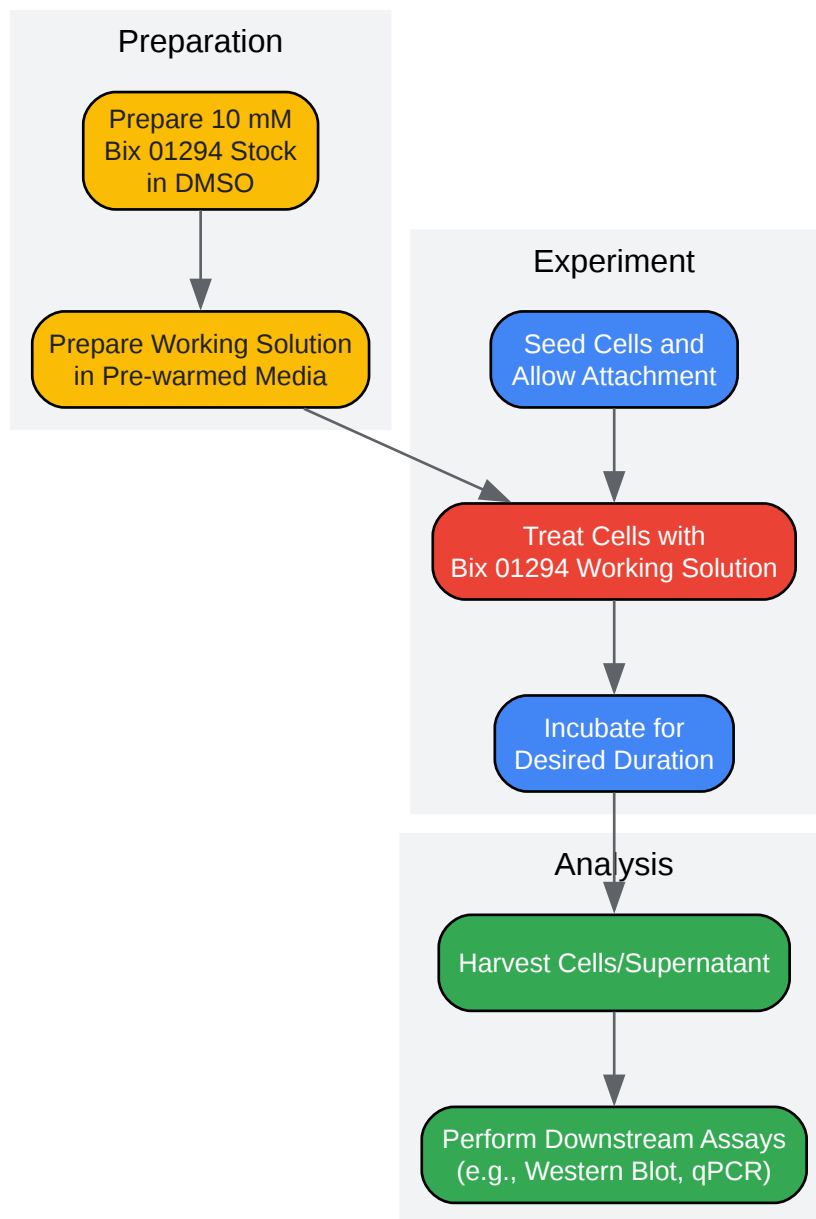 Preparation
Prepare 10 mM
Bix 01294 Stock
in DMSO
Prepare Working Solution
in Pre-warmed Media
Experiment
Seed Cells and
Allow Attachment
Treat Cells with
Bix 01294 Working Solution
Incubate for
Desired Duration
Analysis
Harvest Cells/Supernatant
Perform Downstream Assays
(e.g., Western Blot, qPCR)